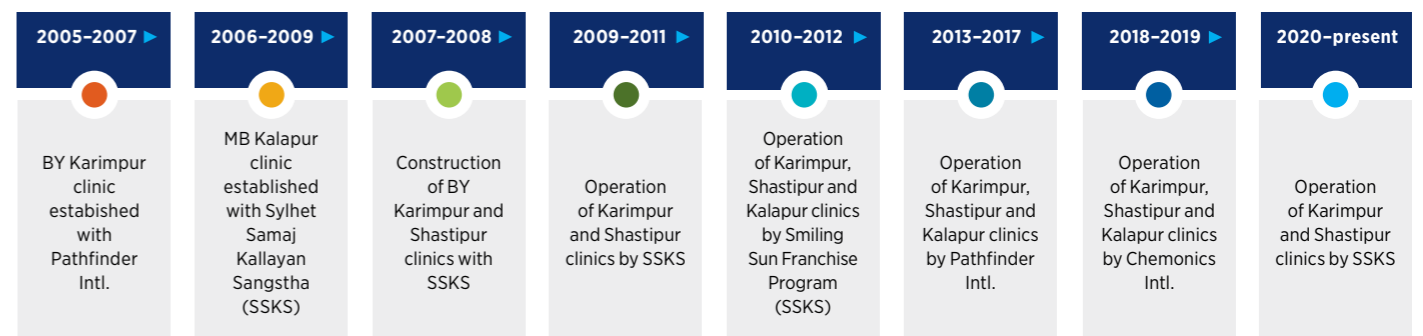 2005–2007 ▶
BY Karimpur
clinic
estabished
with
Pathfinder
Intl.
2006–2009 ▶
MB Kalapur
clinic
established
with Sylhet
Samaj
Kallayan
Sangstha
(SSKS)
2007–2008 ▶
Construction
of BY
Karimpur and
Shastipur
clinics with
SSKS
2009–2011 ▶
Operation
of Karimpur
and Shastipur
clinics by SSKS
2010–2012 ▶
Operation
of Karimpur,
Shastipur and
Kalapur clinics
by Smiling
Sun Franchise
Program
(SSKS)
2013–2017 ▶
Operation
of Karimpur,
Shastipur and
Kalapur clinics
by Pathfinder
Intl.
2018–2019 ▶
Operation
of Karimpur,
Shastipur and
Kalapur clinics
by Chemonics
Intl.
2020–present
Operation
of Karimpur
and Shastipur
clinics by SSKS